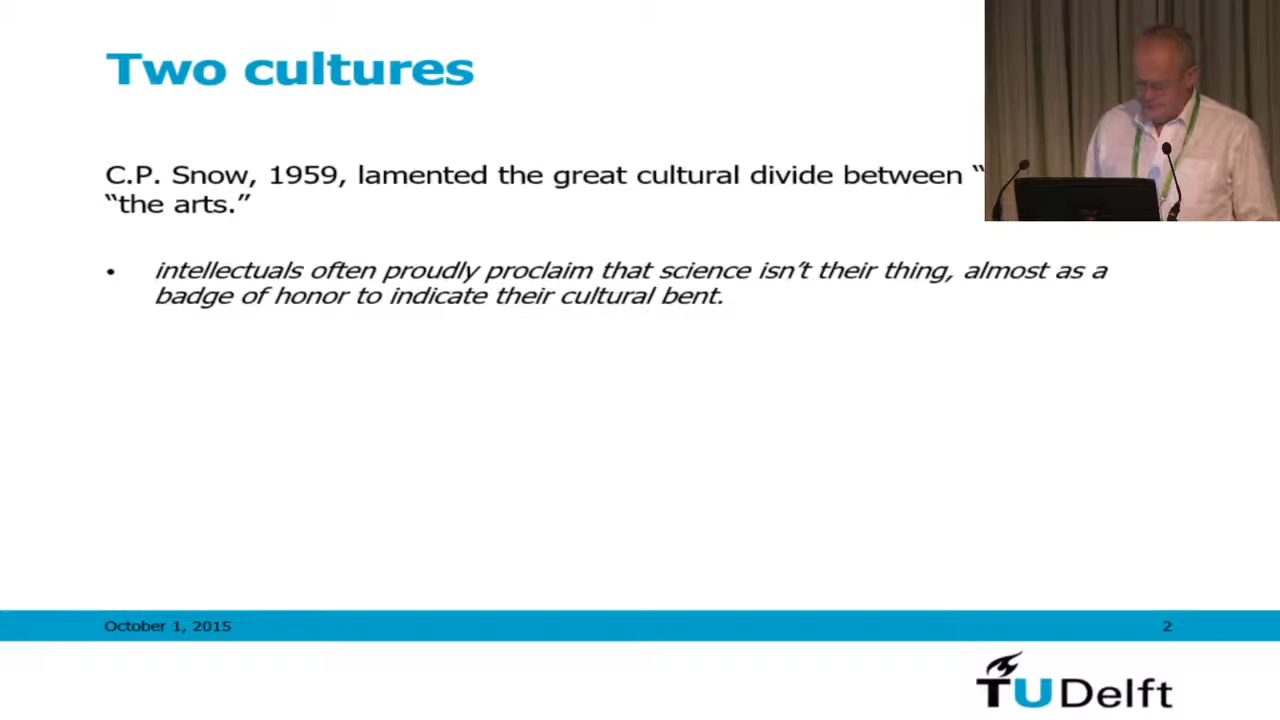 Two cultures
C.P. Snow, 1959, lamented the great cultural divide between “
“the arts.”
• intellectuals often proudly proclaim that science isn’t their thing, almost as a
badge of honor to indicate their cultural bent.
October 1, 2015
2
TUDelft